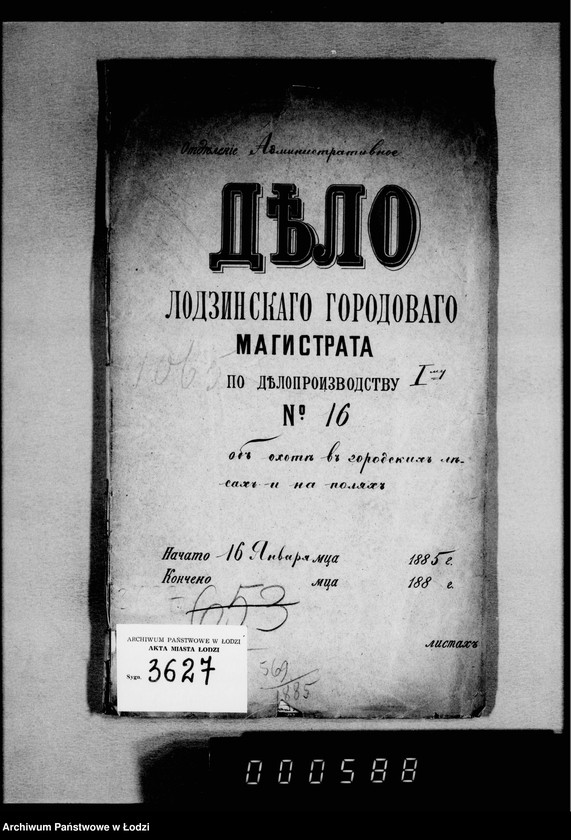 Отдѣленіе Административное
ДѢЛО
ЛОДЗИНСКАГО ГОРОДОВАГО
МАГИСТРАТА
1065
ПО ДѢЛОПРОИЗВОДСТВУ I му
№ 16
объ охотѣ въ городскихъ лѣ-
сахъ и на поляхъ
Начато 16 Января мца 1885 г.
Кончено мца 188 г.
653
листахъ
ARCHIWUM PAŃSTWOWE W ŁODZI
AKTA MIASTA ŁODZI
Sygn. 3627
569
1885
000588
Archiwum Państwowe w Łodzi